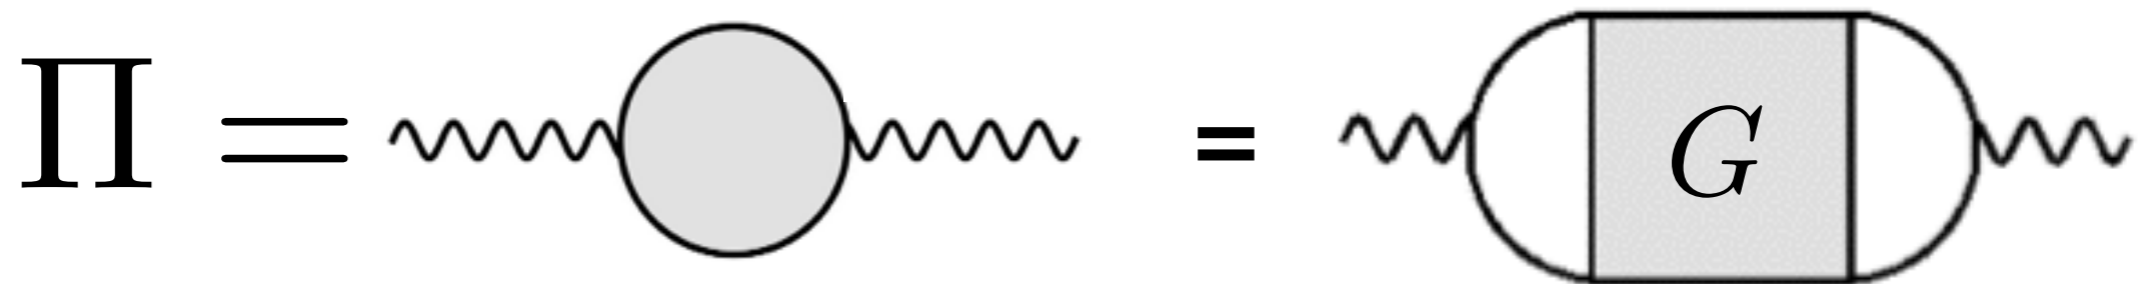 Π = = G